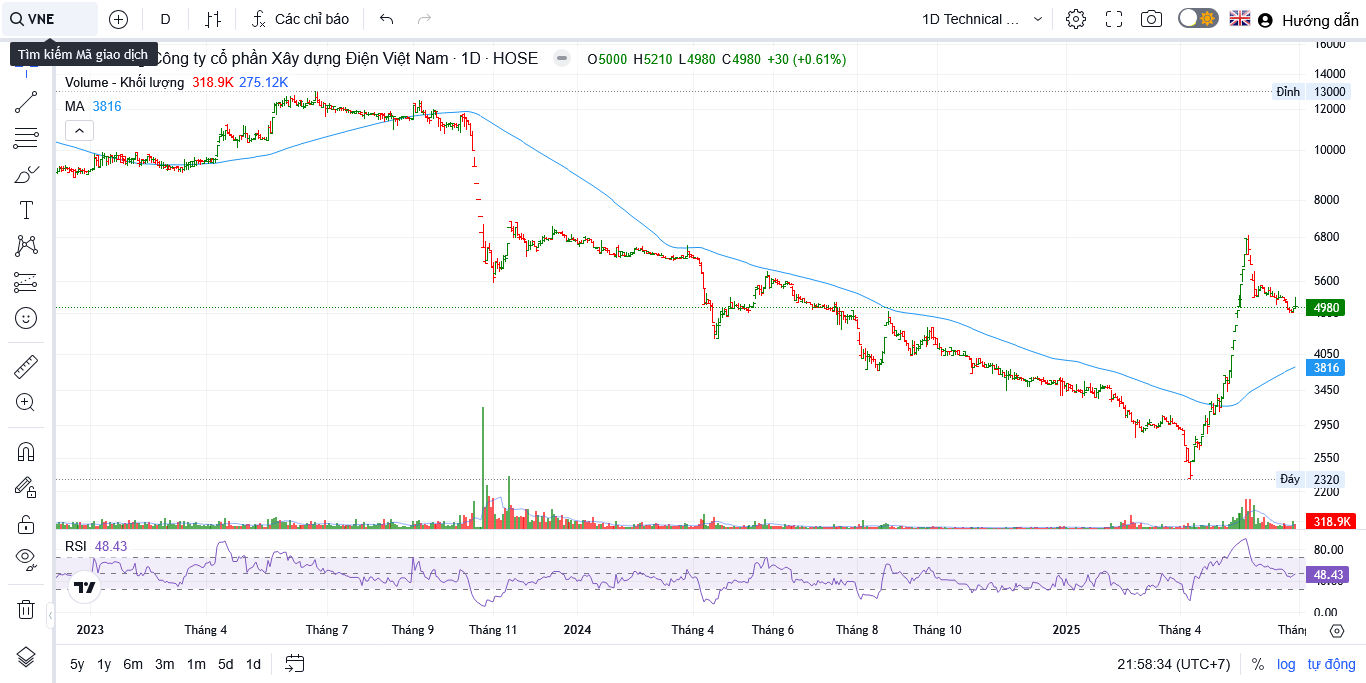 VNE
D
Các chỉ báo
1D Technical ...
Hướng dẫn
Tìm kiếm Mã giao dịch
Công ty cổ phần Xây dựng Điện Việt Nam · 1D · HOSE
O5000 H5210 L4980 C4980 +30 (+0.61%)
Volume - Khối lượng 318.9K 275.12K
MA 3816
16000
14000
Đỉnh 13000
12000
10000
8000
6800
5600
4980
4050
3816
3450
2950
2550
Đáy 2320
2200
318.9K
RSI 48.43
80.00
48.43
0.00
2023
Tháng 4
Tháng 7
Tháng 9
Tháng 11
2024
Tháng 4
Tháng 6
Tháng 8
Tháng 10
2025
Tháng 4
5y 1y 6m 3m 1m 5d 1d
21:58:34 (UTC+7)
% log tự động